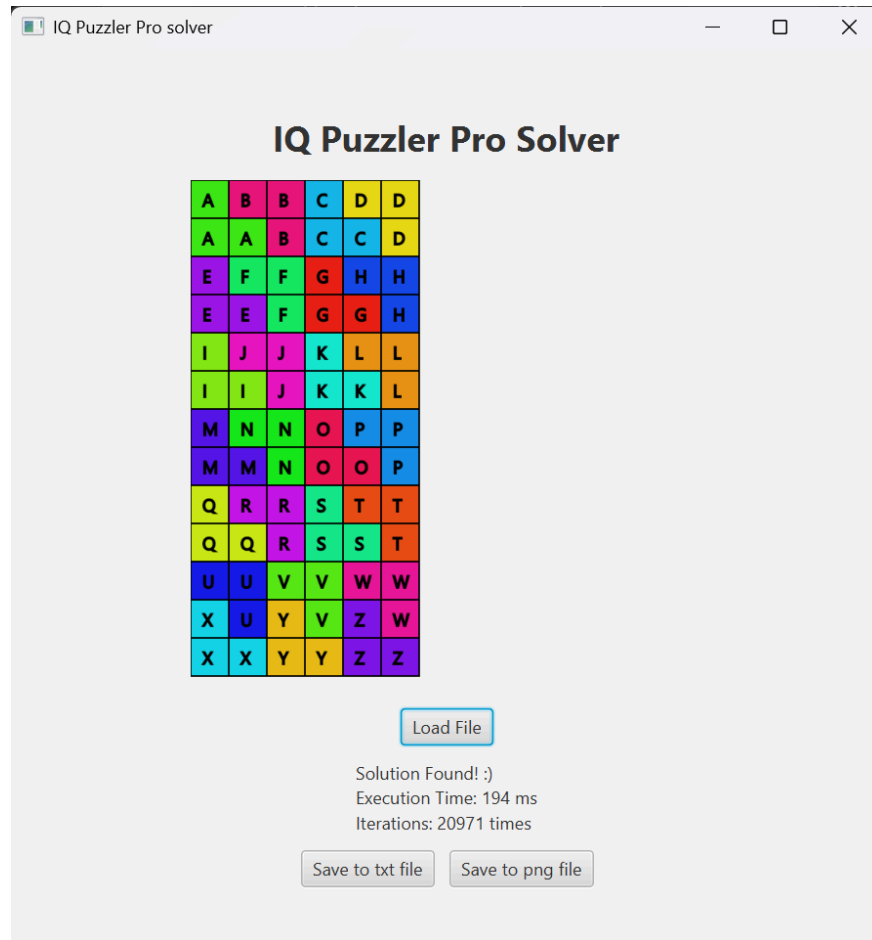 IQ Puzzler Pro solver
IQ Puzzler Pro Solver
A B B C D D
A A B C C D
E F F G H H
E E F G G H
I J J K L L
I I J K K L
M N N O P P
M M N O O P
Q R R S T T
Q Q R S S T
U U V V W W
X U Y V Z W
X X Y Y Z Z
Load File
Solution Found! :)
Execution Time: 194 ms
Iterations: 20971 times
Save to txt file Save to png file